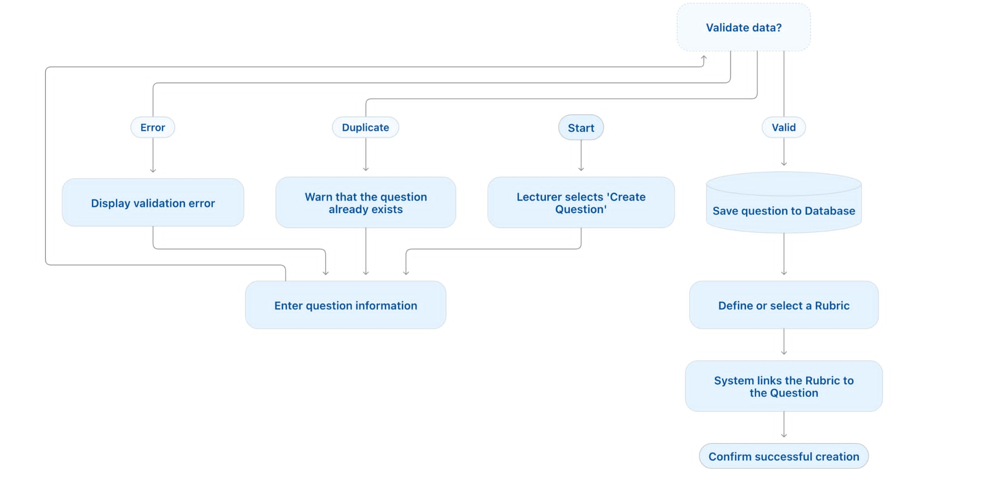 Validate data?
Error
Duplicate
Start
Valid
Display validation error
Warn that the question
already exists
Lecturer selects 'Create
Question'
Save question to Database
Enter question information
Define or select a Rubric
System links the Rubric to
the Question
Confirm successful creation